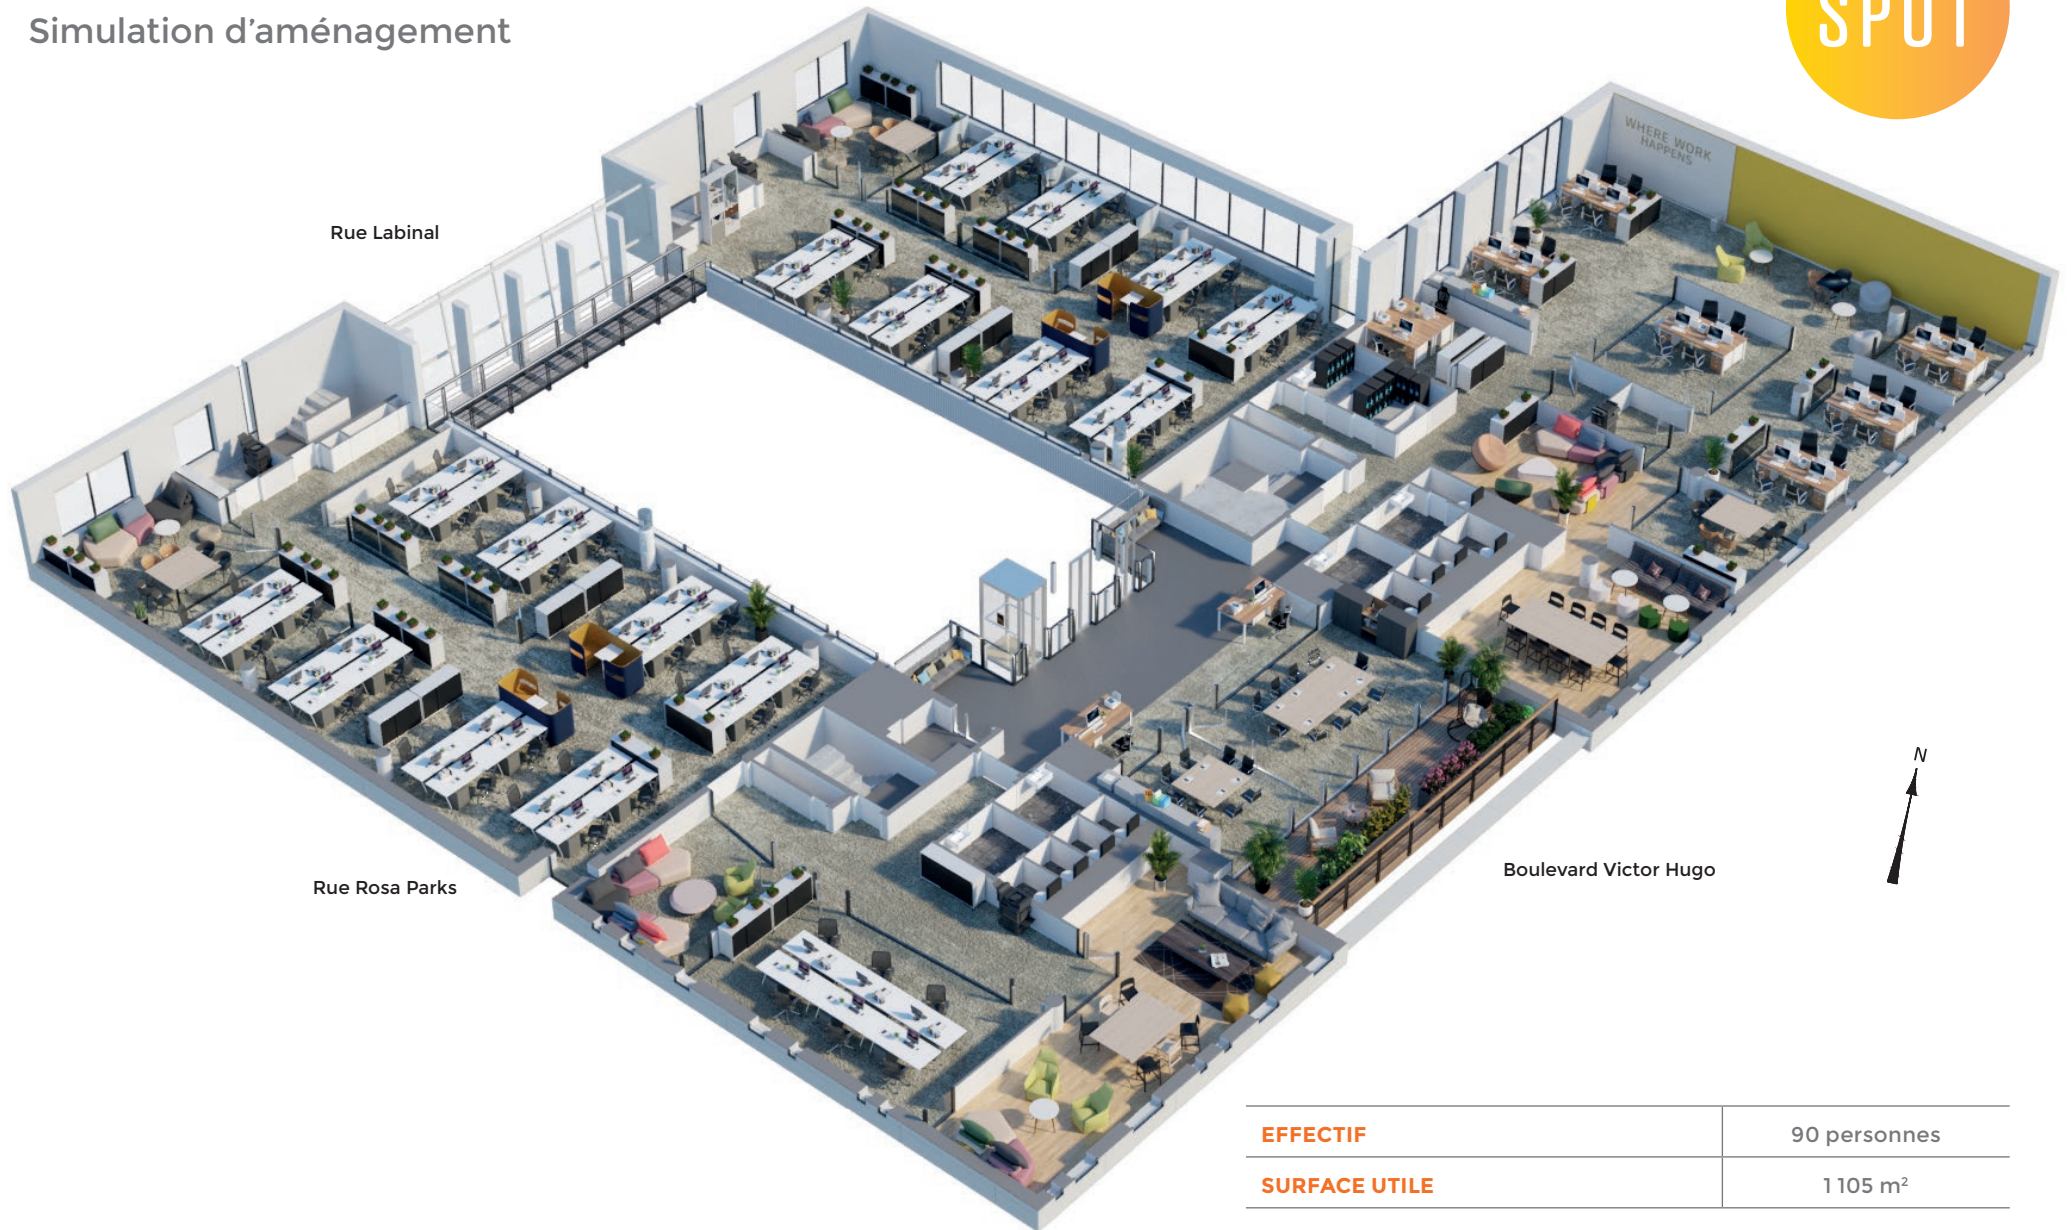 Simulation d’aménagement
SPOT
WHERE WORK
HAPPENS
Rue Labinal
N
Rue Rosa Parks
Boulevard Victor Hugo
EFFECTIF 90 personnes
SURFACE UTILE 1 105 m²